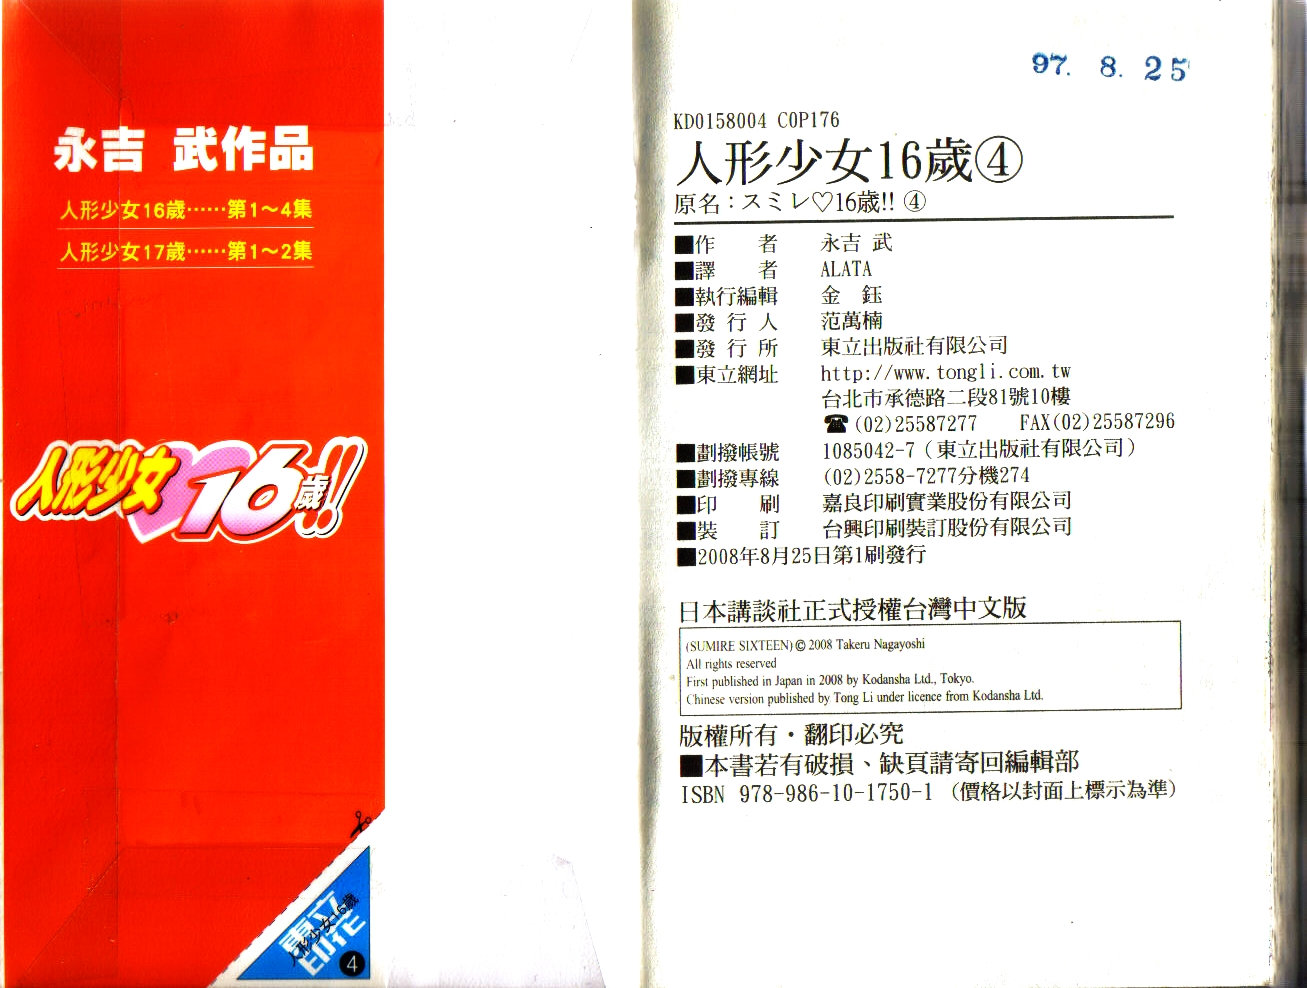 永吉 武作品
人形少女16歲……第1～4集
人形少女17歲……第1～2集
人形少女16歲!!
東立
印花
人形少女16歲
4
97. 8. 25
KD0158004 COP176
人形少女16歲④
原名：スミレ♡16歳!! ④
■作 者 永吉 武
■譯 者 ALATA
■執行編輯 金 鈺
■發 行 人 范萬楠
■發 行 所 東立出版社有限公司
■東立網址 http://www.tongli.com.tw
台北市承德路二段81號10樓
☎(02)25587277 FAX(02)25587296
■劃撥帳號 1085042-7（東立出版社有限公司）
■劃撥專線 (02)2558-7277分機274
■印 刷 嘉良印刷實業股份有限公司
■裝 訂 台興印刷裝訂股份有限公司
■2008年8月25日第1刷發行
日本講談社正式授權台灣中文版
(SUMIRE SIXTEEN) © 2008 Takeru Nagayoshi
All rights reserved
First published in Japan in 2008 by Kodansha Ltd., Tokyo.
Chinese version published by Tong Li under licence from Kodansha Ltd.
版權所有・翻印必究
■本書若有破損、缺頁請寄回編輯部
ISBN 978-986-10-1750-1（價格以封面上標示為準）